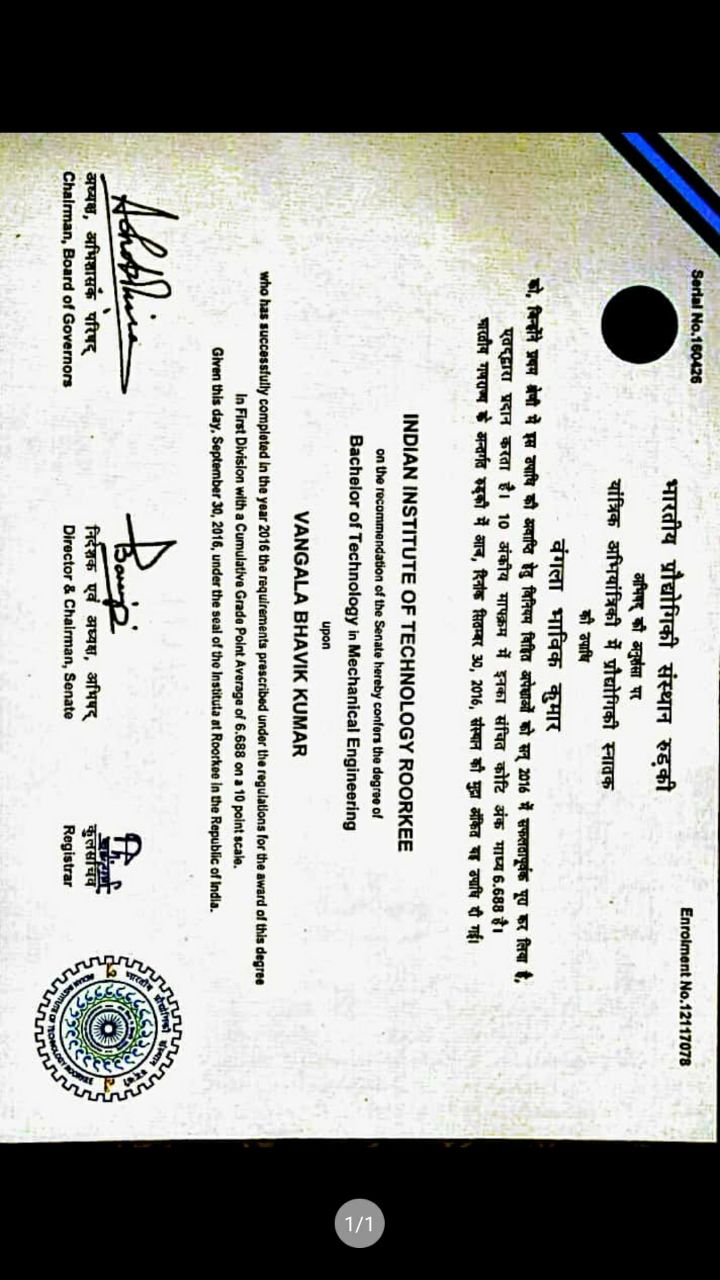 Serial No.160426
Enrolment No.12117078
भारतीय प्रौद्योगिकी संस्थान रुड़की
अभिषद् की अनुशंसा पर
यांत्रिक अभियांत्रिकी में प्रौद्योगिकी स्नातक
की उपाधि
वंगला भाविक कुमार
को, जिन्होंने प्रथम श्रेणी में इस उपाधि की अवाप्ति हेतु विनियम विहित अपेक्षाओं को सन् 2016 में सफलतापूर्वक पूरा कर लिया है,
एतद्द्वारा प्रदान करता है। 10 अंकीय मापक्रम में इनका संचित कोटि अंक माध्य 6.688 है।
भारतीय गणराज्य के अन्तर्गत रुड़की में आज, दिनांक सितम्बर 30, 2016, संस्थान की मुद्रा अंकित यह उपाधि दी गई।
INDIAN INSTITUTE OF TECHNOLOGY ROORKEE
on the recommendation of the Senate hereby confers the degree of
Bachelor of Technology in Mechanical Engineering
upon
VANGALA BHAVIK KUMAR
who has successfully completed in the year 2016 the requirements prescribed under the regulations for the award of this degree
in First Division with a Cumulative Grade Point Average of 6.688 on a 10 point scale.
Given this day, September 30, 2016, under the seal of the Institute at Roorkee in the Republic of India.
अध्यक्ष, अभिशासक परिषद्
Chairman, Board of Governors
निदेशक एवं अध्यक्ष, अभिषद्
Director & Chairman, Senate
कुलसचिव
Registrar
INDIAN INSTITUTE OF TECHNOLOGY ROORKEE
1/1